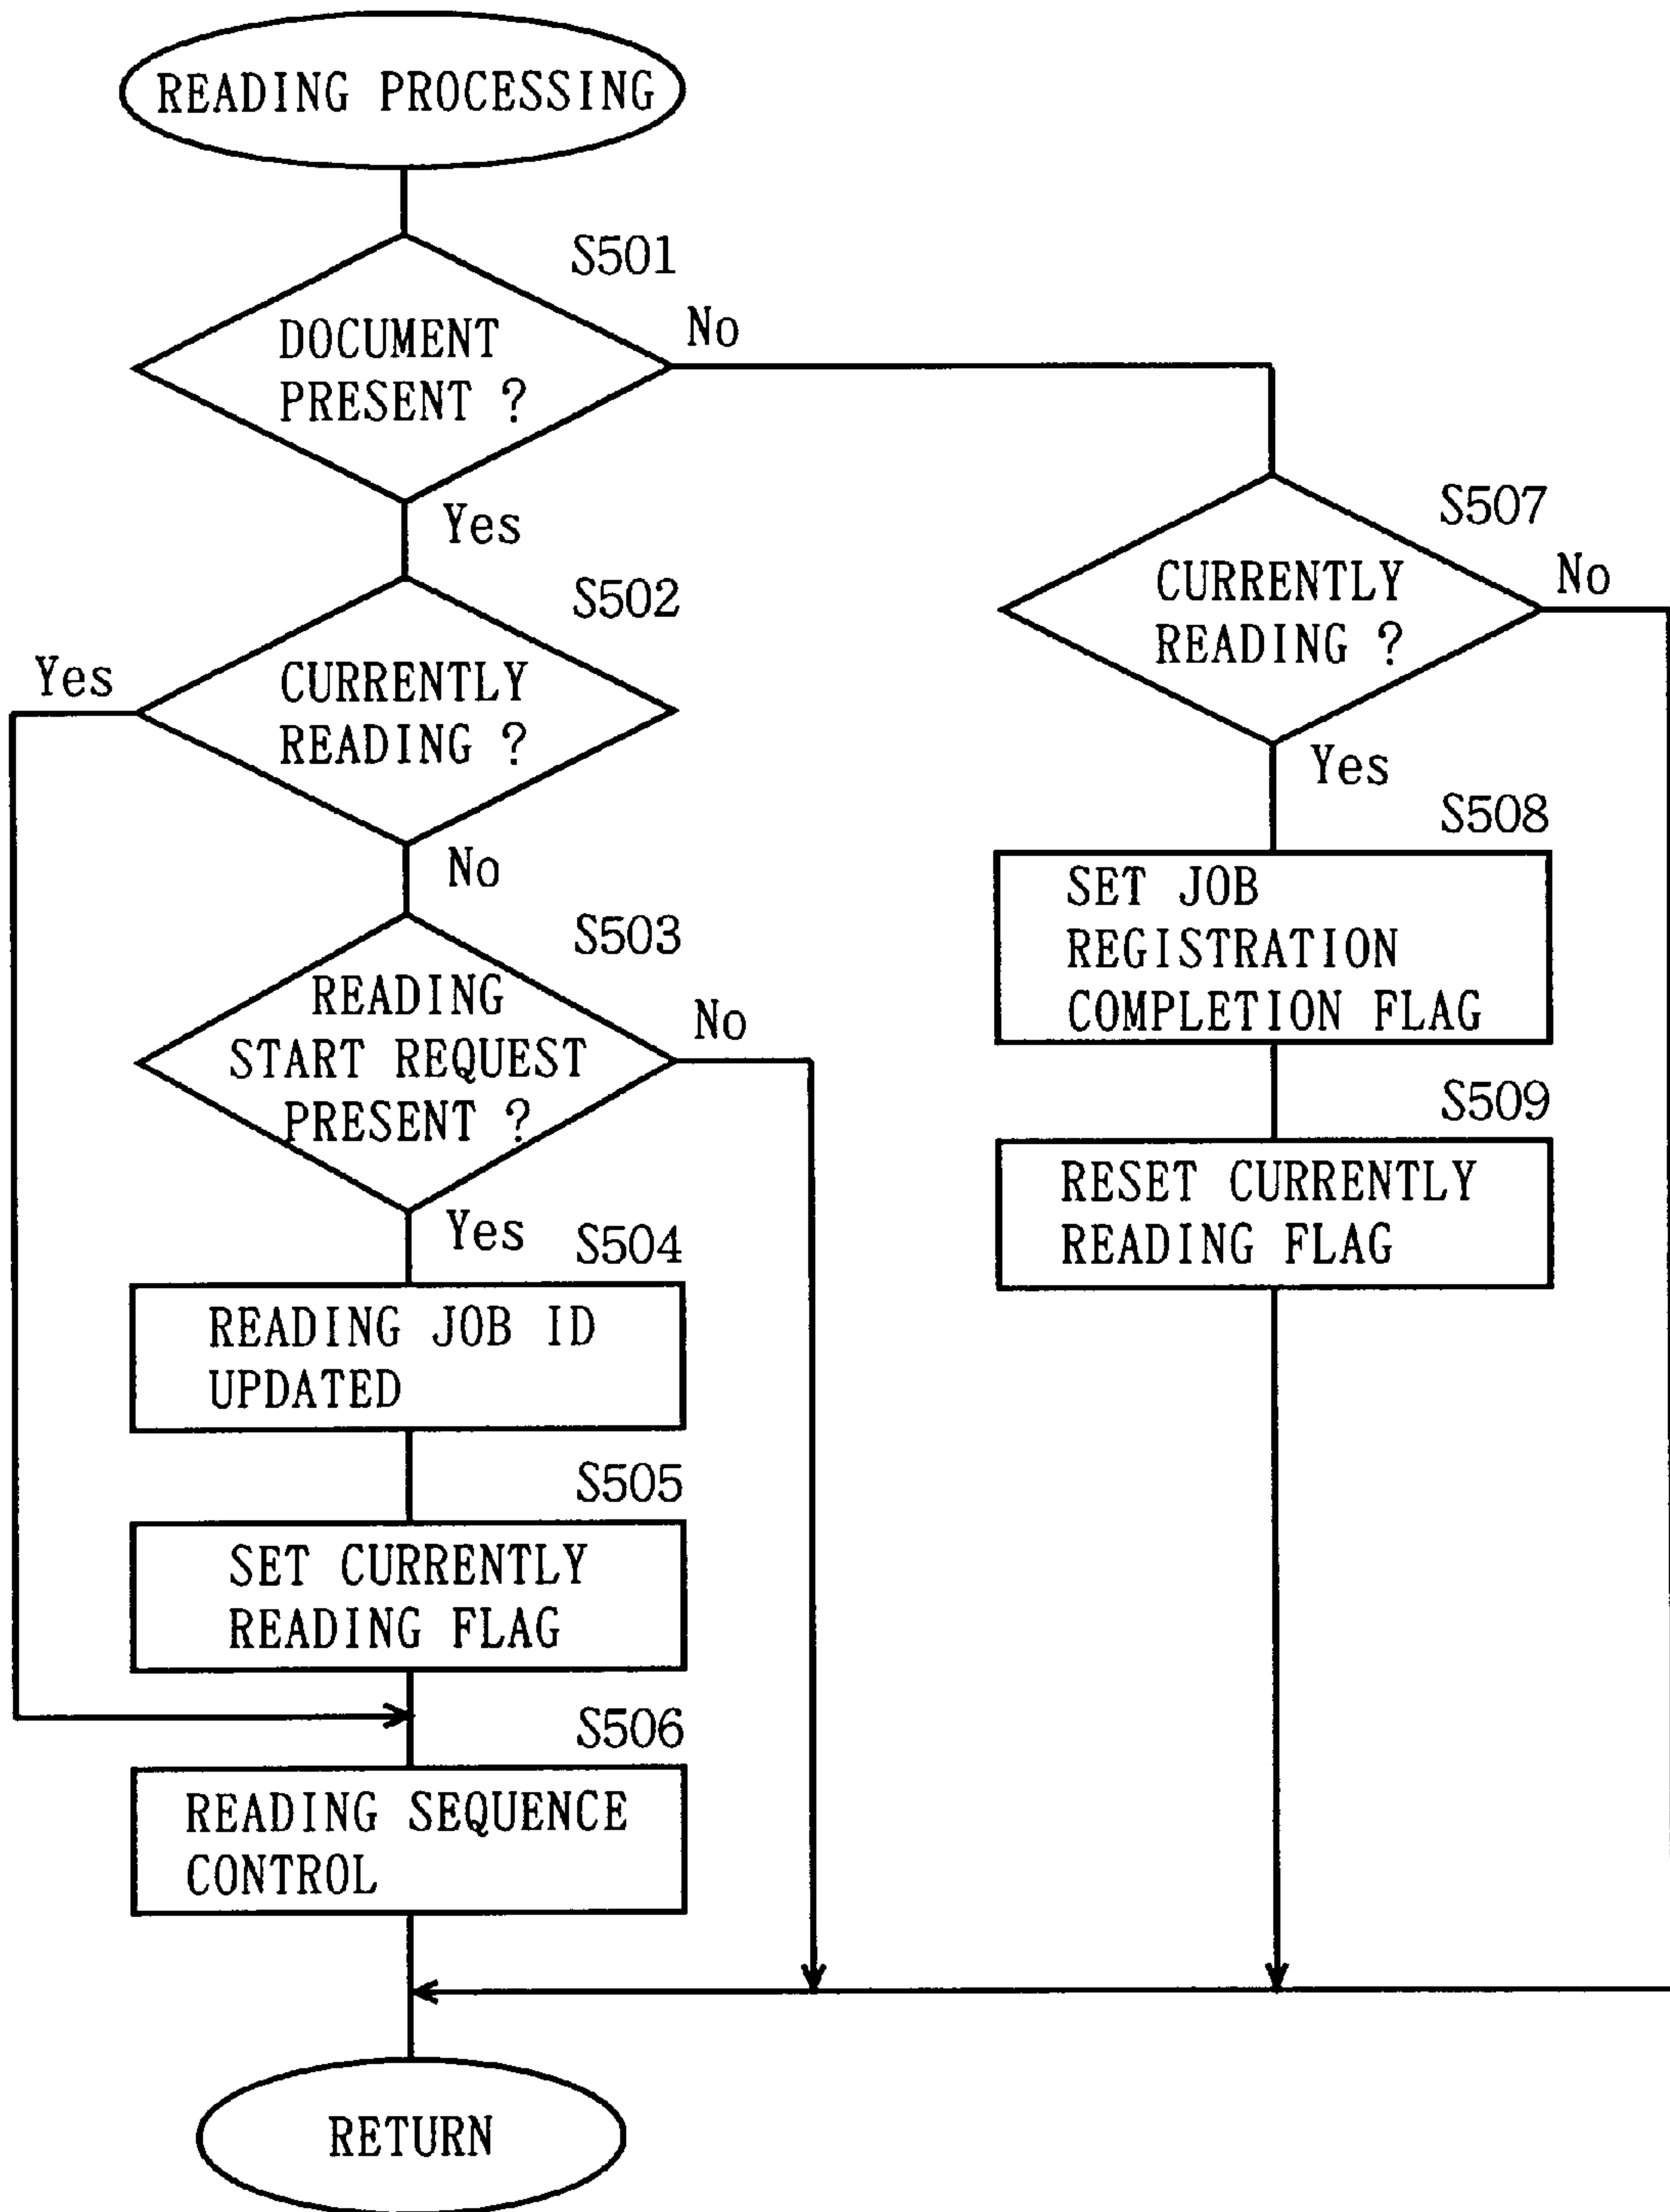 READING PROCESSING
S501
DOCUMENT
PRESENT ?
No
Yes
S502
CURRENTLY
READING ?
Yes
No
S503
READING
START REQUEST
PRESENT ?
No
Yes
S504
READING JOB ID
UPDATED
S505
SET CURRENTLY
READING FLAG
S506
READING SEQUENCE
CONTROL
S507
CURRENTLY
READING ?
No
Yes
S508
SET JOB
REGISTRATION
COMPLETION FLAG
S509
RESET CURRENTLY
READING FLAG
RETURN